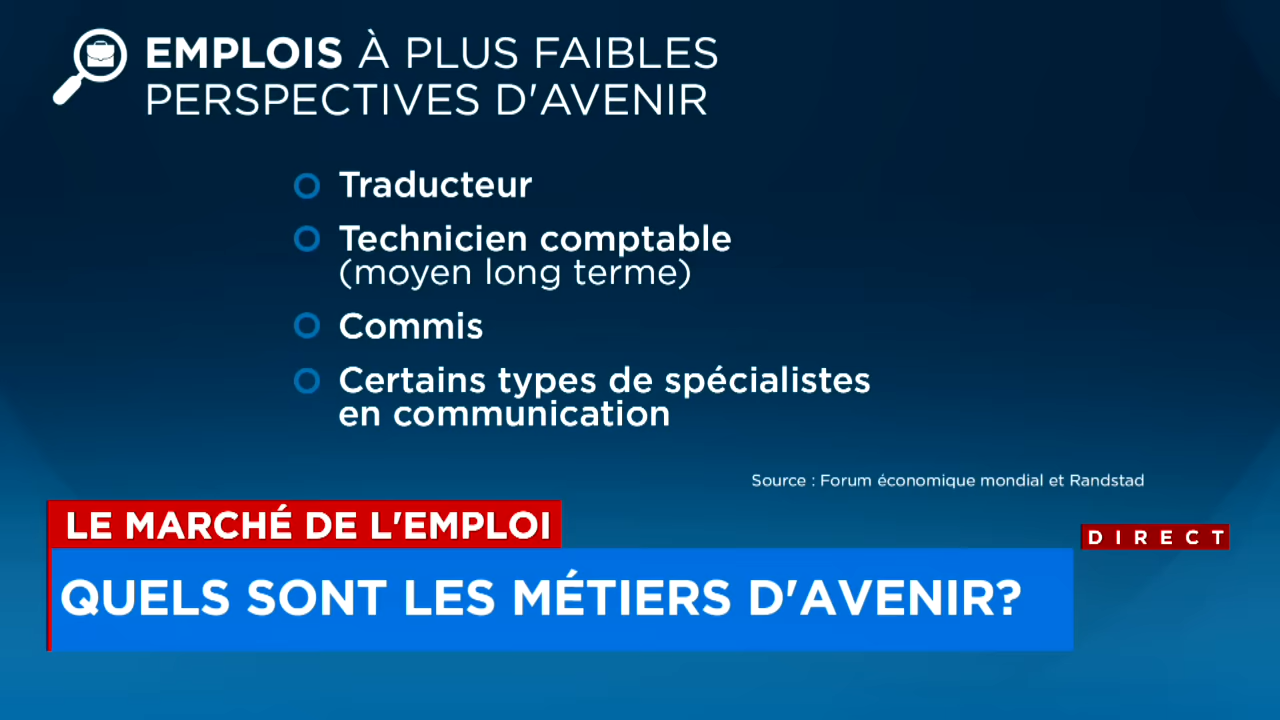 EMPLOIS À PLUS FAIBLES
PERSPECTIVES D'AVENIR
Traducteur
Technicien comptable
(moyen long terme)
Commis
Certains types de spécialistes
en communication
Source : Forum économique mondial et Randstad
LE MARCHÉ DE L'EMPLOI
DIRECT
QUELS SONT LES MÉTIERS D'AVENIR?